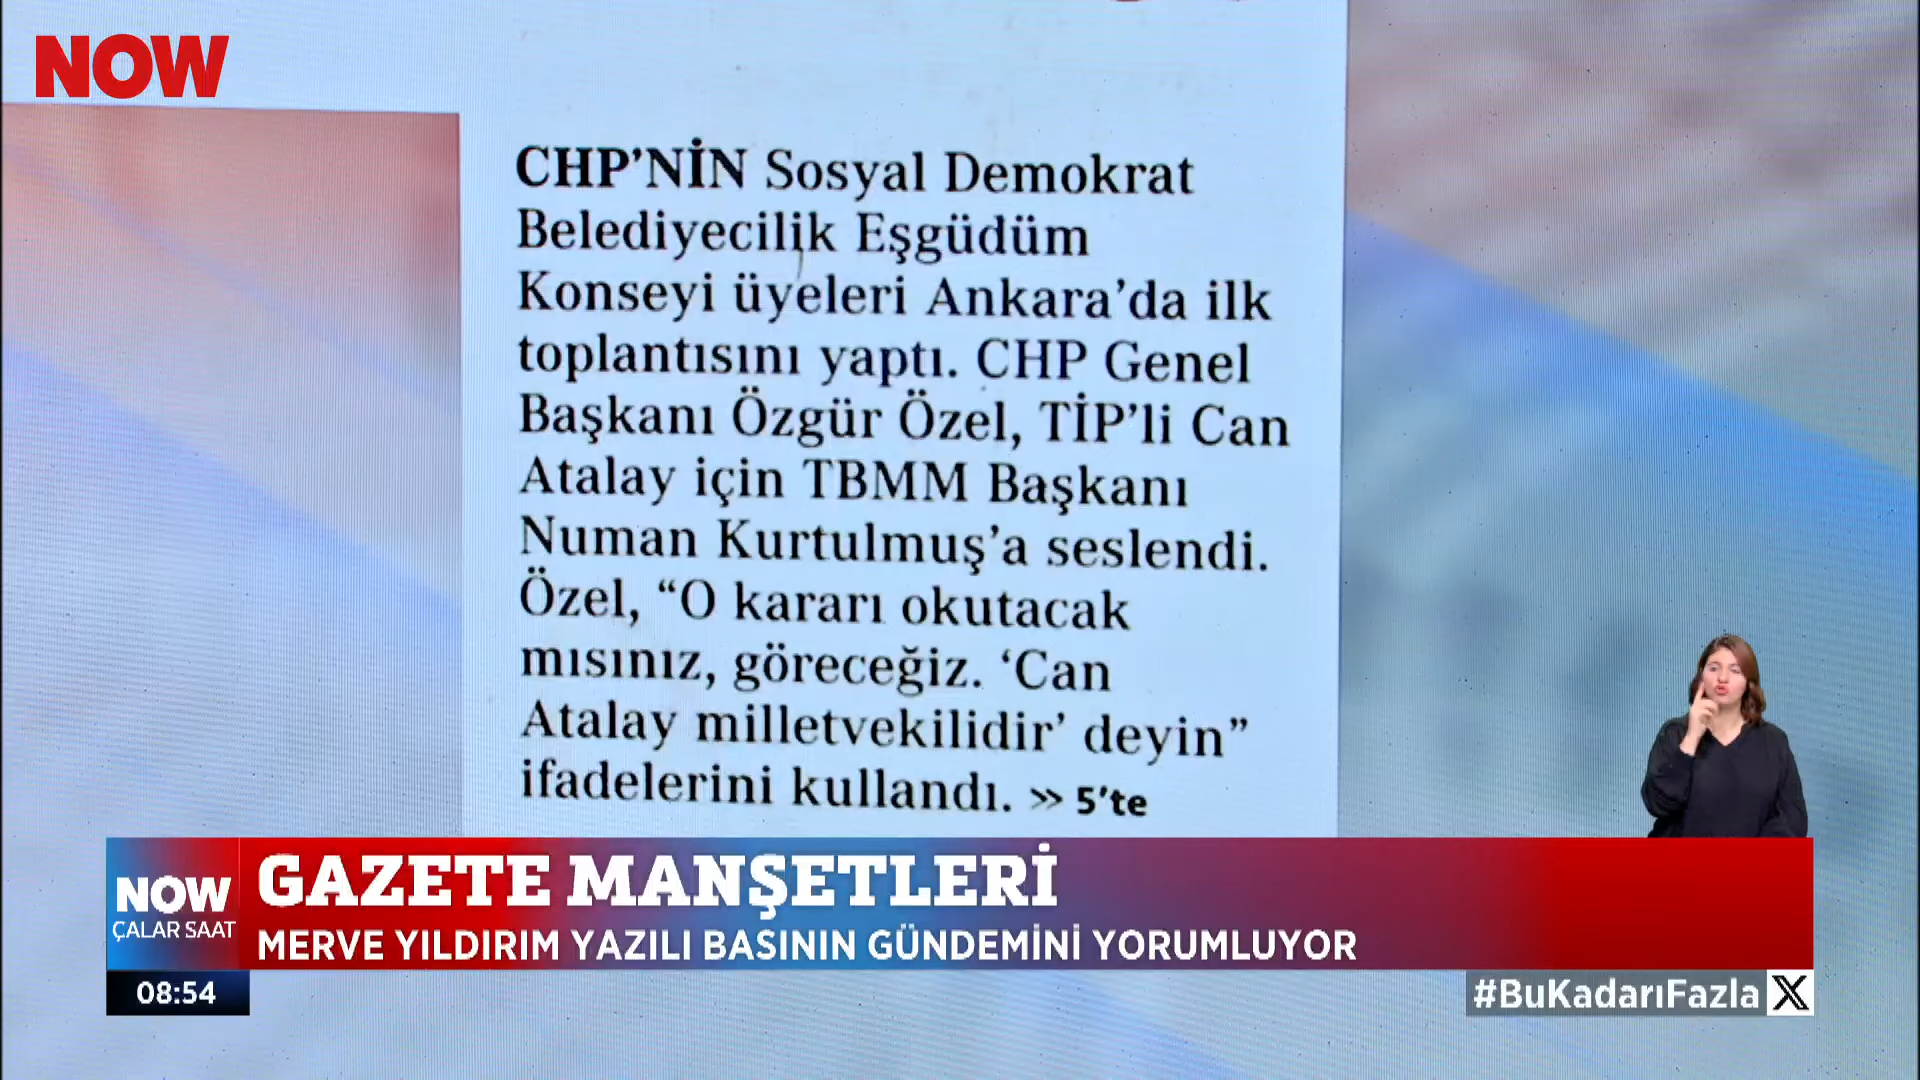 NOW
CHP'NİN Sosyal Demokrat
Belediyecilik Eşgüdüm
Konseyi üyeleri Ankara'da ilk
toplantısını yaptı. CHP Genel
Başkanı Özgür Özel, TİP'li Can
Atalay için TBMM Başkanı
Numan Kurtulmuş'a seslendi.
Özel, “O kararı okutacak
mısınız, göreceğiz. ‘Can
Atalay milletvekilidir’ deyin”
ifadelerini kullandı. >> 5'te
NOW
ÇALAR SAAT
GAZETE MANŞETLERİ
MERVE YILDIRIM YAZILI BASININ GÜNDEMİNİ YORUMLUYOR
08:54
#BuKadarıFazla X